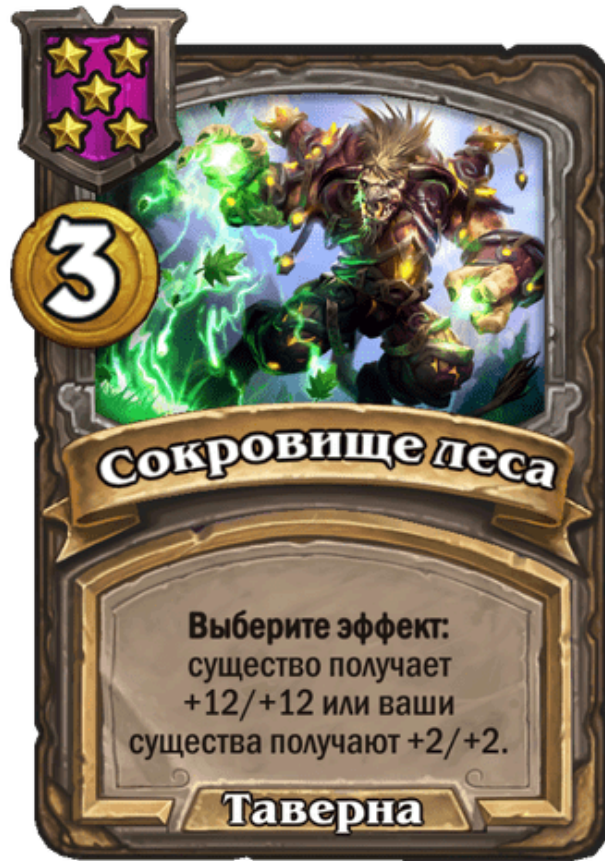 3
Сокровище леса
Выберите эффект:
существо получает
+12/+12 или ваши
существа получают +2/+2.
Таверна